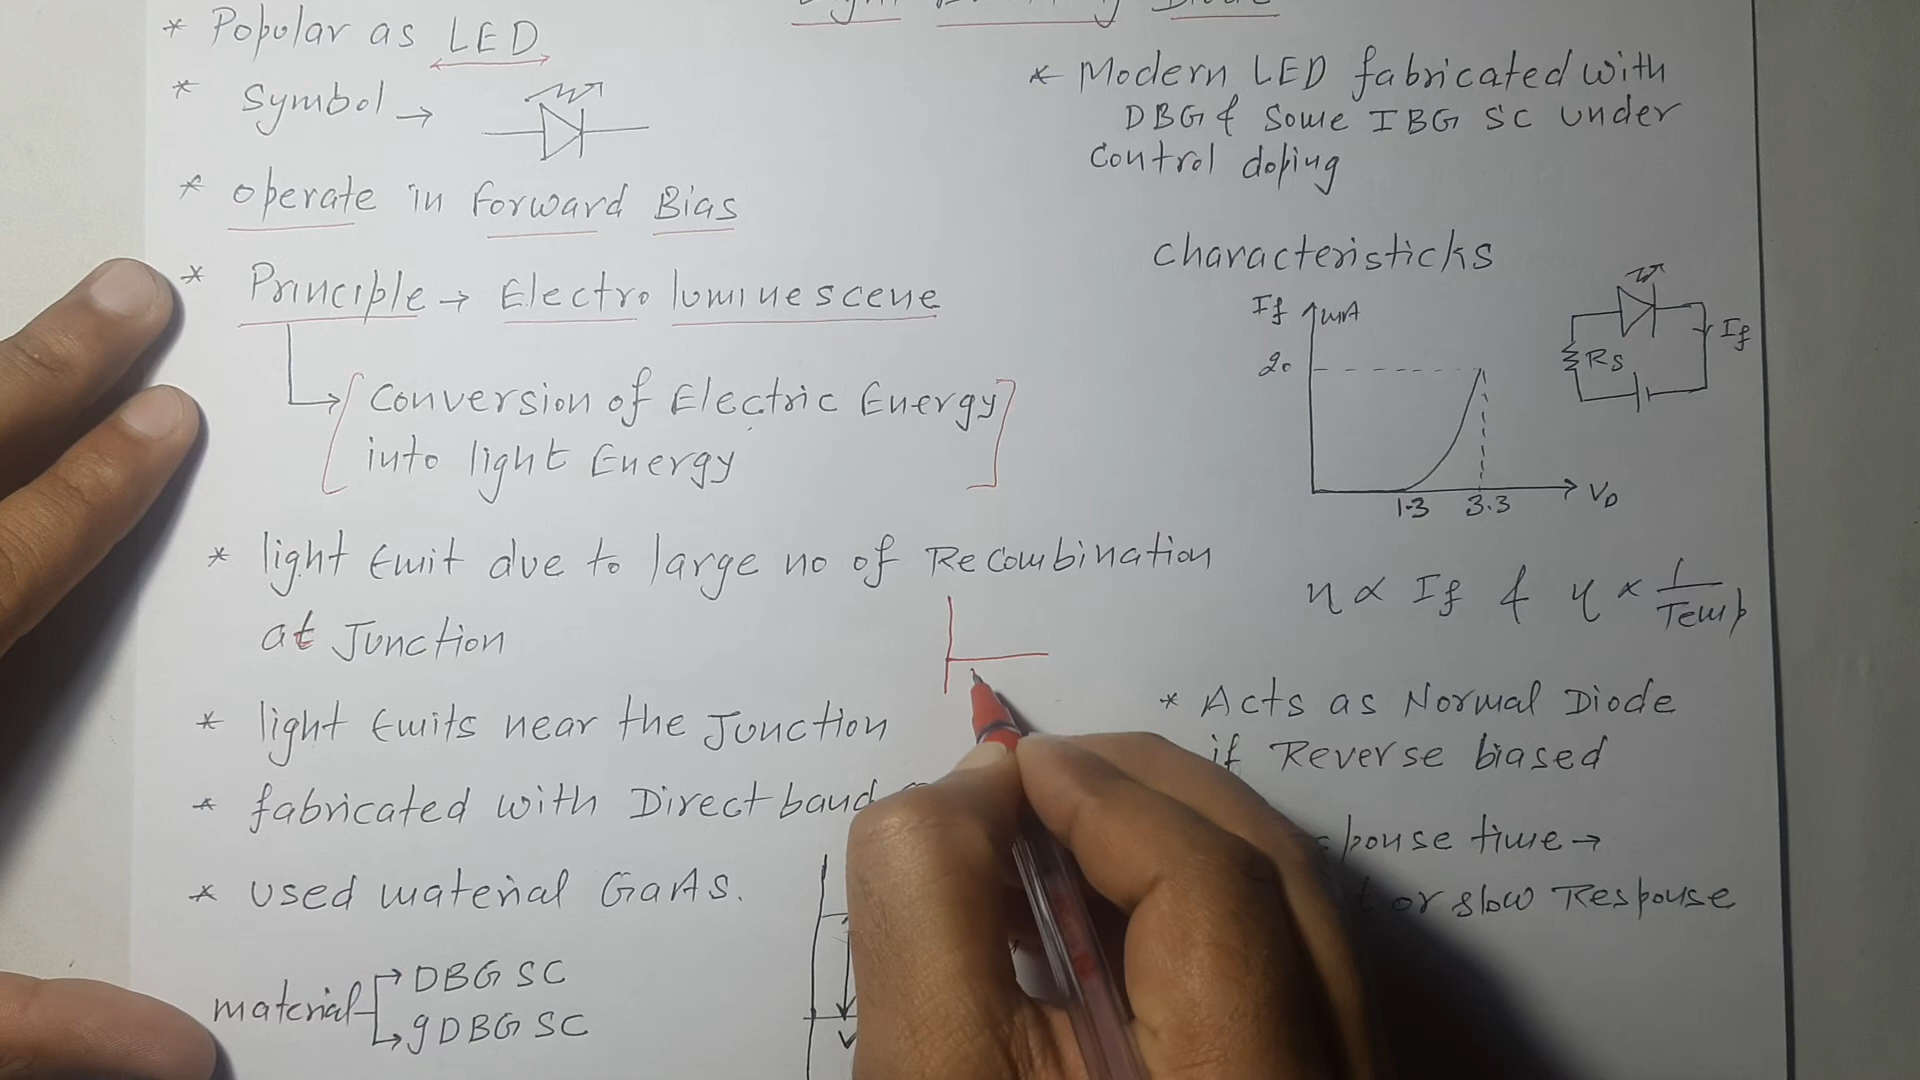 * Popular as LED
* Symbol →
* operate in forward Bias
* Principle → Electro luminescene
Conversion of Electric Energy
into light Energy
* light Emit due to large no of Recombination
at Junction
* light Emits near the Junction
* fabricated with Direct band
* used material GaAs.
material → DBG SC
→ gDBG SC
* Modern LED fabricated with
DBG & Some IBG SC under
Control doping
Characteristicks
If mA
20
1.3 3.3 VD
Rs If
η ∝ If & η ∝ 1/Temp
* Acts as Normal Diode
if Reverse biased
time →
or slow Response